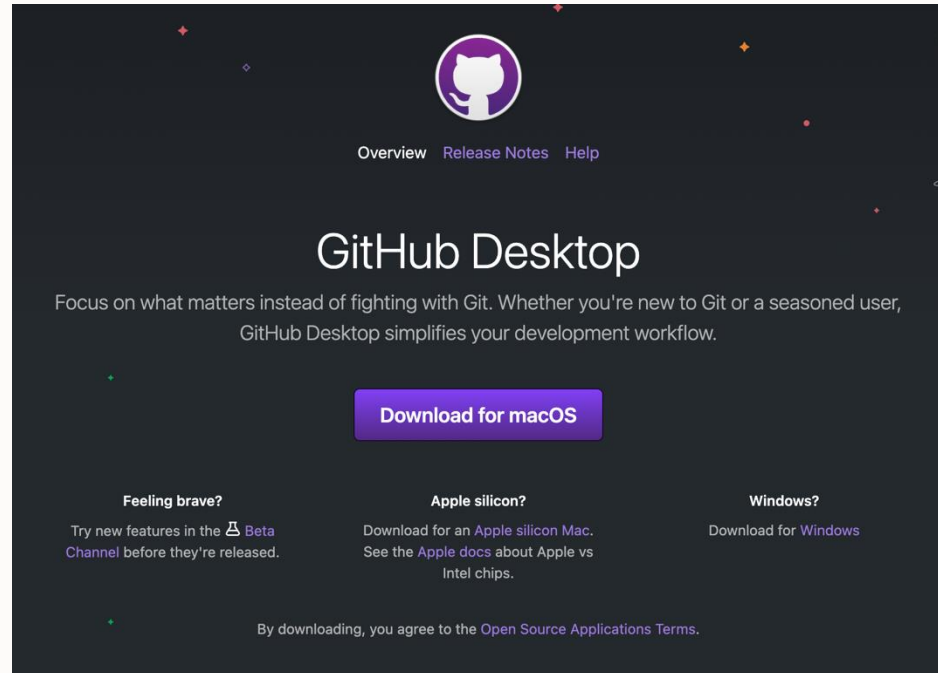 Overview Release Notes Help
GitHub Desktop
Focus on what matters instead of fighting with Git. Whether you're new to Git or a seasoned user,
GitHub Desktop simplifies your development workflow.
Download for macOS
Feeling brave?
Try new features in the Beta
Channel before they're released.
Apple silicon?
Download for an Apple silicon Mac.
See the Apple docs about Apple vs
Intel chips.
Windows?
Download for Windows
By downloading, you agree to the Open Source Applications Terms.